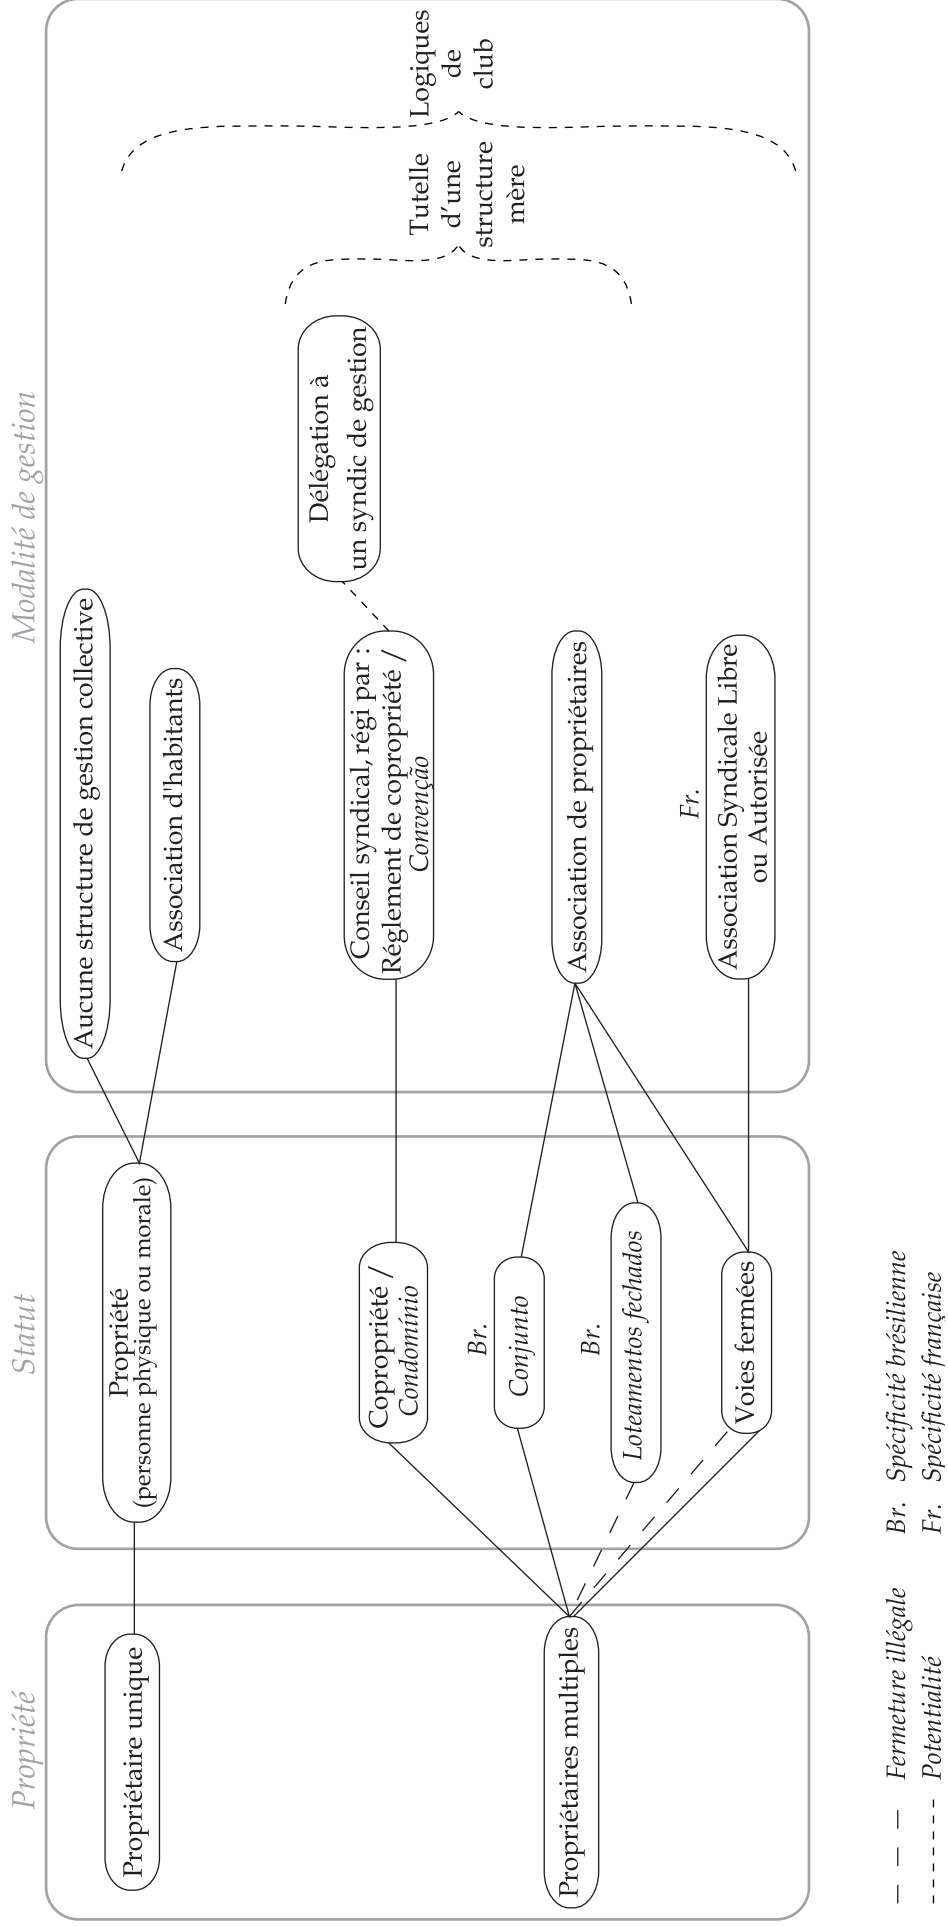 Propriété
Statut
Modalité de gestion
Propriétaire unique
Propriétaires multiples
Propriété
(personne physique ou morale)
Copropriété /
Condomínio
Br.
Conjunto
Br.
Loteamentos fechados
Voies fermées
Aucune structure de gestion collective
Association d'habitants
Conseil syndical, régi par :
Réglement de copropriété /
Convenção
Délégation à
un syndic de gestion
Association de propriétaires
Fr.
Association Syndicale Libre
ou Autorisée
Tutelle
d'une
structure
mère
Logiques
de
club
Fermeture illégale
Potentialité
Br. Spécificité brésilienne
Fr. Spécificité française